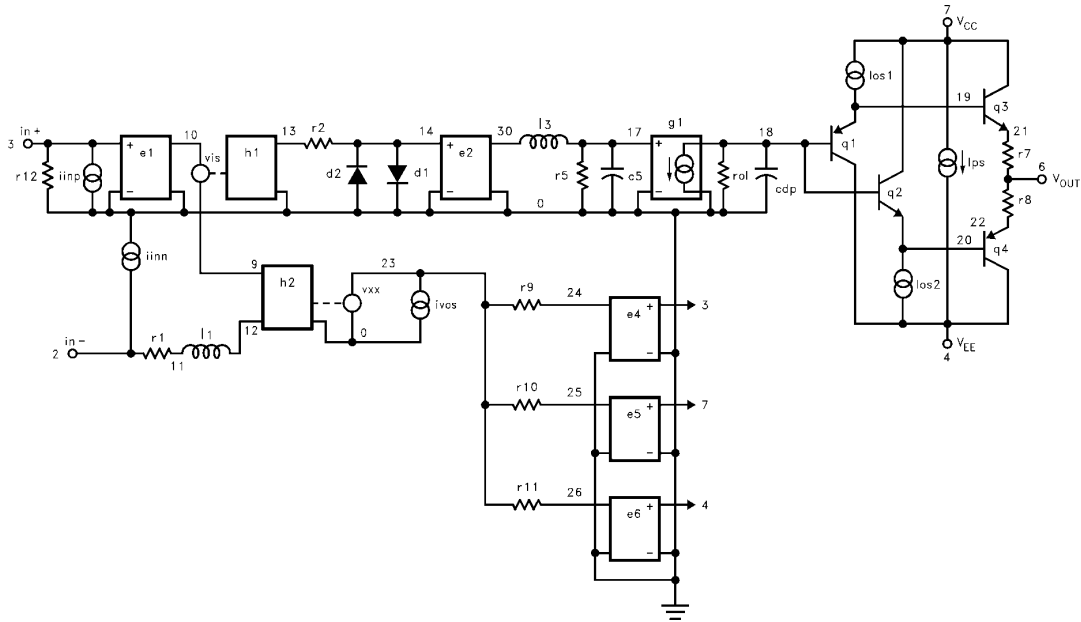 7
VCC
Ios1
19
q3
in+
10
13
r2
14
30
l3
17
g1
18
21
3
+
e1
vis
h1
+
e2
+
q1
r7
6
VOUT
r12
iinp
d2
d1
r5
c5
rol
cdp
Ips
q2
r8
−
−
−
0
22
20
q4
iinn
9
23
Ios2
h2
vxx
ivos
r9
24
+
3
e4
12
0
in−
r1
l1
2
11
−
VEE
4
r10
25
+
7
e5
−
r11
26
+
4
e6
−